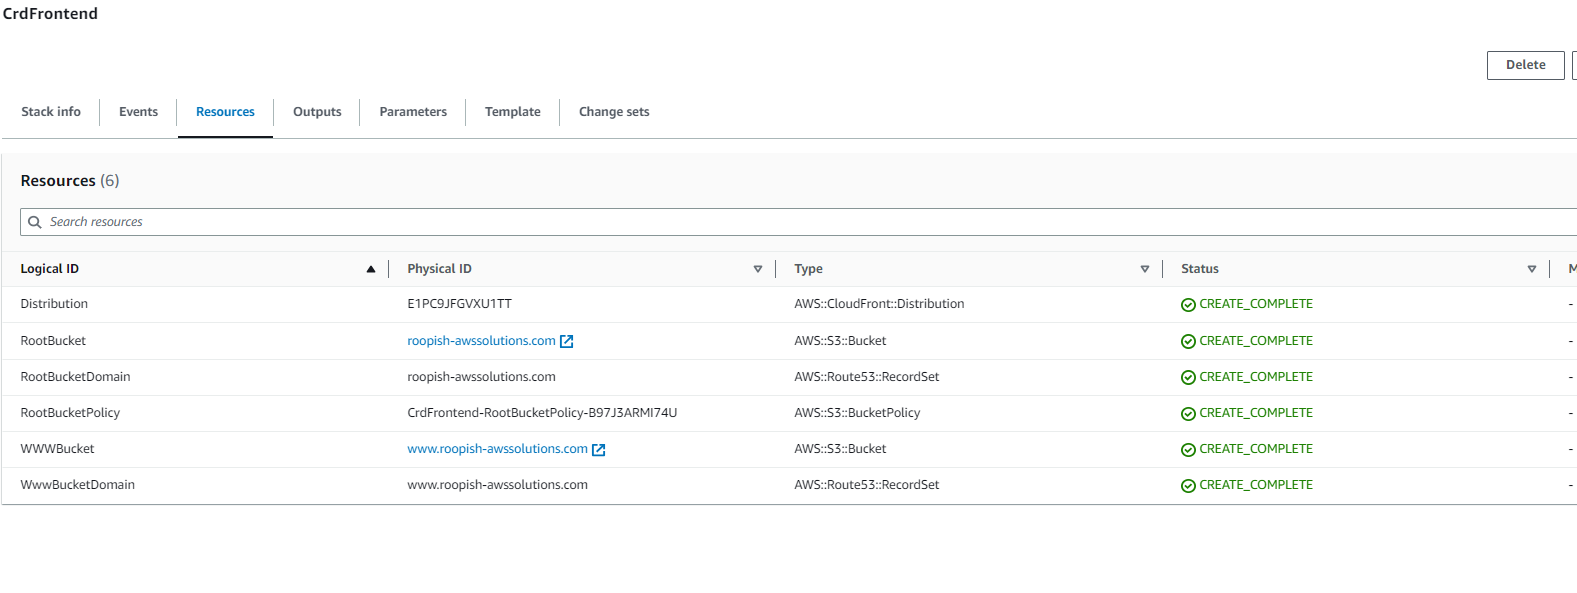 CrdFrontend
Delete
Stack info Events Resources Outputs Parameters Template Change sets
Resources (6)
Search resources
Logical ID Physical ID Type Status M
Distribution E1PC9JFGVXU1TT AWS::CloudFront::Distribution CREATE_COMPLETE -
RootBucket roopish-awssolutions.com AWS::S3::Bucket CREATE_COMPLETE -
RootBucketDomain roopish-awssolutions.com AWS::Route53::RecordSet CREATE_COMPLETE -
RootBucketPolicy CrdFrontend-RootBucketPolicy-B97J3ARMI74U AWS::S3::BucketPolicy CREATE_COMPLETE -
WWWBucket www.roopish-awssolutions.com AWS::S3::Bucket CREATE_COMPLETE -
WwwBucketDomain www.roopish-awssolutions.com AWS::Route53::RecordSet CREATE_COMPLETE -